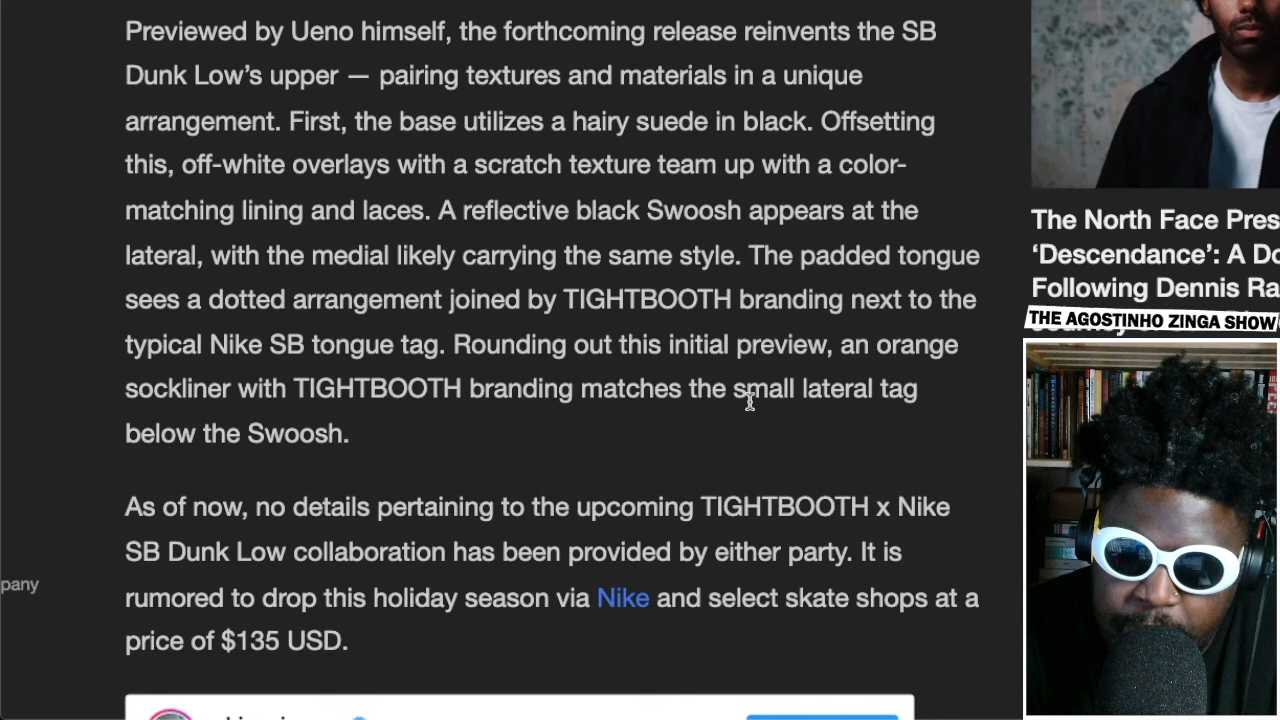 Previewed by Ueno himself, the forthcoming release reinvents the SB
Dunk Low’s upper — pairing textures and materials in a unique
arrangement. First, the base utilizes a hairy suede in black. Offsetting
this, off-white overlays with a scratch texture team up with a color-
matching lining and laces. A reflective black Swoosh appears at the
lateral, with the medial likely carrying the same style. The padded tongue
sees a dotted arrangement joined by TIGHTBOOTH branding next to the
typical Nike SB tongue tag. Rounding out this initial preview, an orange
sockliner with TIGHTBOOTH branding matches the small lateral tag
below the Swoosh.
As of now, no details pertaining to the upcoming TIGHTBOOTH x Nike
SB Dunk Low collaboration has been provided by either party. It is
rumored to drop this holiday season via Nike and select skate shops at a
price of $135 USD.
pany
The North Face Pres
‘Descendance’: A Do
Following Dennis Ra
THE AGOSTINHO ZINGA SHOW